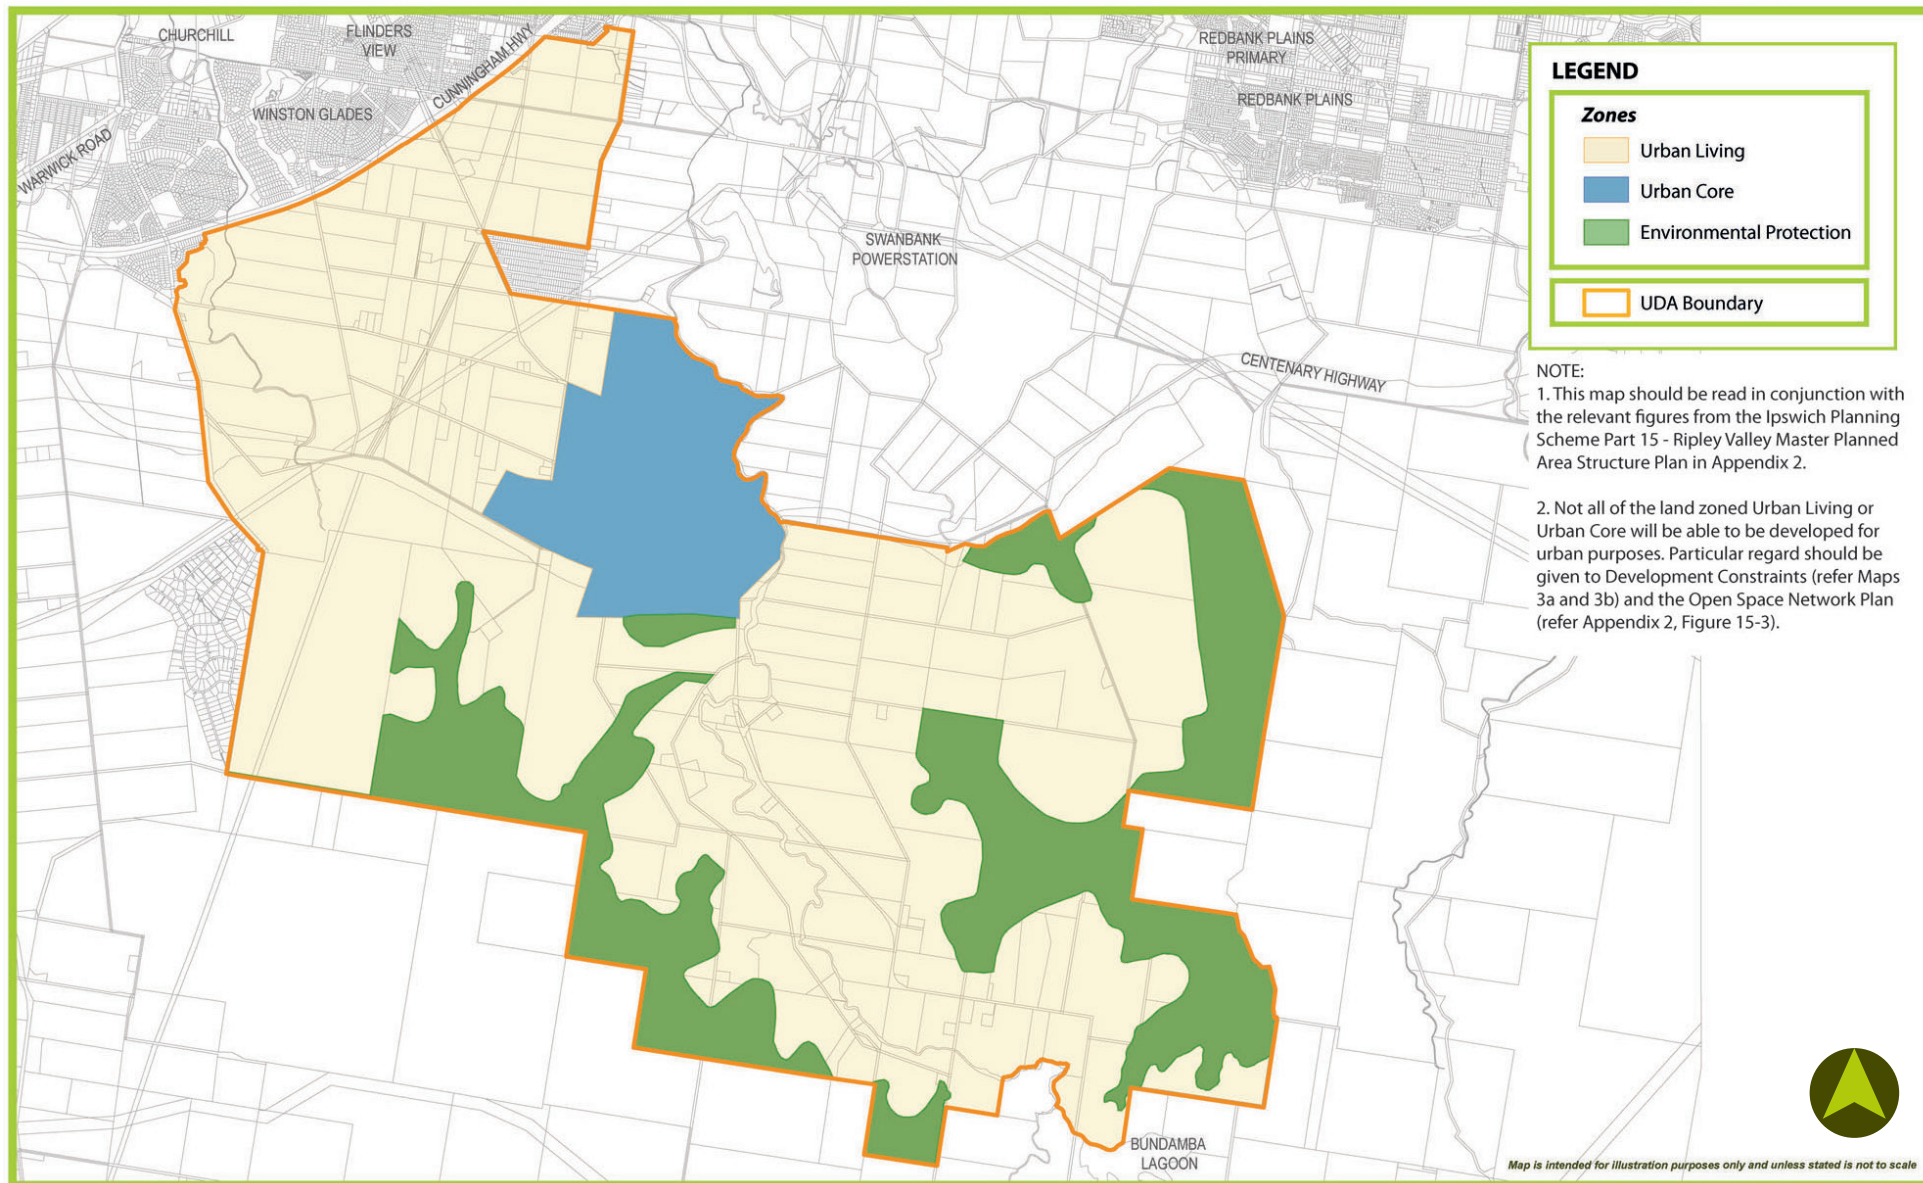 CHURCHILL
FLINDERS
VIEW
CUNNINGHAM HWY
WINSTON GLADES
WARWICK ROAD
REDBANK PLAINS
PRIMARY
REDBANK PLAINS
SWANBANK
POWERSTATION
CENTENARY HIGHWAY
BUNDAMBA
LAGOON
LEGEND
Zones
Urban Living
Urban Core
Environmental Protection
UDA Boundary
NOTE:
1. This map should be read in conjunction with
the relevant figures from the Ipswich Planning
Scheme Part 15 - Ripley Valley Master Planned
Area Structure Plan in Appendix 2.
2. Not all of the land zoned Urban Living or
Urban Core will be able to be developed for
urban purposes. Particular regard should be
given to Development Constraints (refer Maps
3a and 3b) and the Open Space Network Plan
(refer Appendix 2, Figure 15-3).
Map is intended for illustration purposes only and unless stated is not to scale